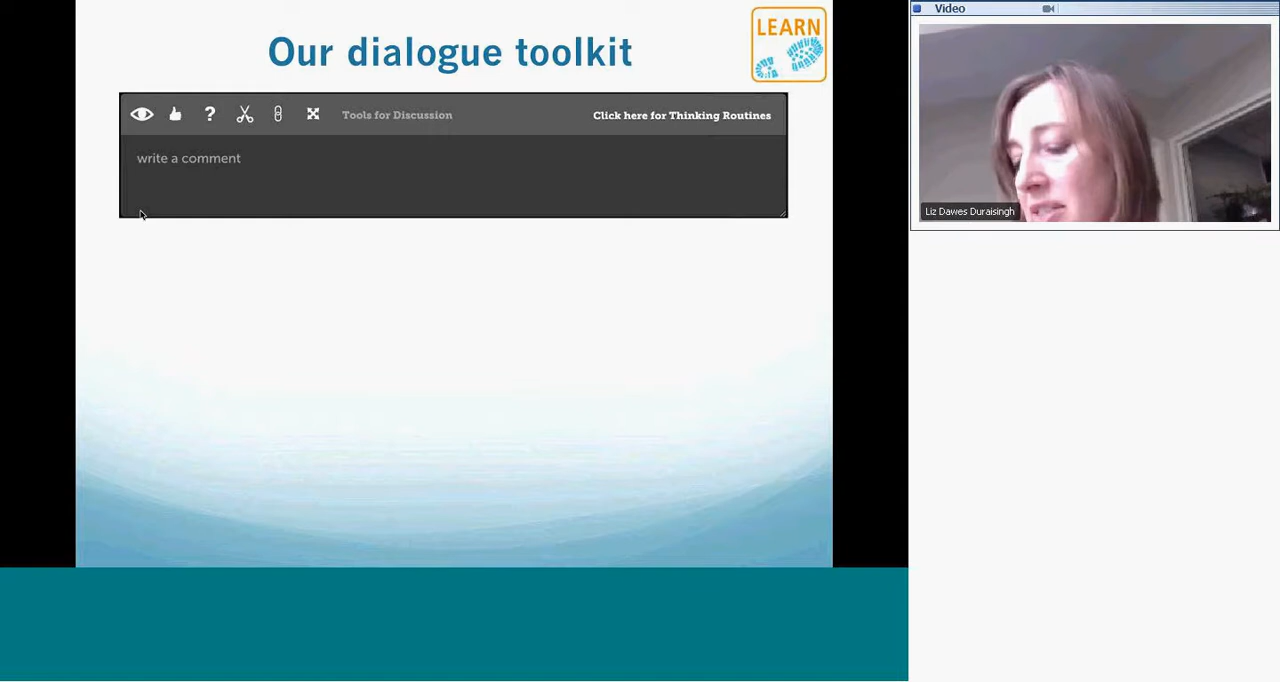 Our dialogue toolkit
LEARN
? Tools for Discussion Click here for Thinking Routines
write a comment
Video
Liz Dawes Duraisingh